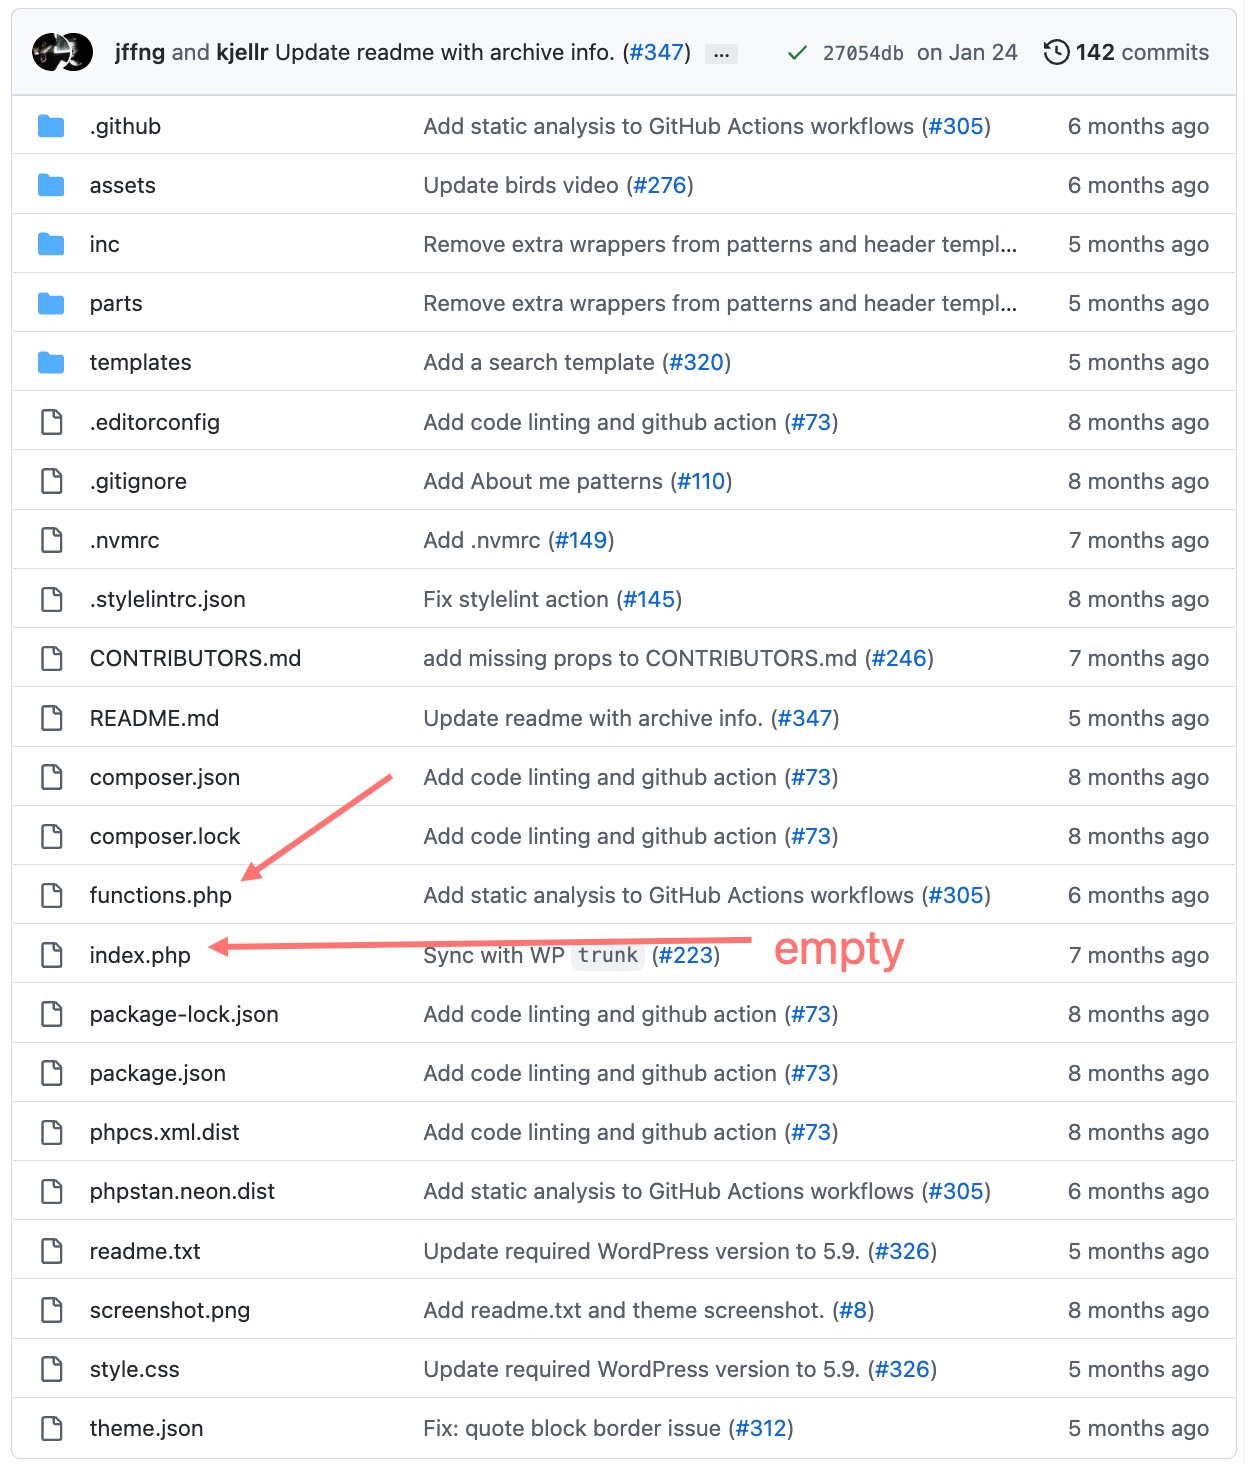 jffng and kjellr Update readme with archive info. (#347) ... 27054db on Jan 24 142 commits
.github Add static analysis to GitHub Actions workflows (#305) 6 months ago
assets Update birds video (#276) 6 months ago
inc Remove extra wrappers from patterns and header templ... 5 months ago
parts Remove extra wrappers from patterns and header templ... 5 months ago
templates Add a search template (#320) 5 months ago
.editorconfig Add code linting and github action (#73) 8 months ago
.gitignore Add About me patterns (#110) 8 months ago
.nvmrc Add .nvmrc (#149) 7 months ago
.stylelintrc.json Fix stylelint action (#145) 8 months ago
CONTRIBUTORS.md add missing props to CONTRIBUTORS.md (#246) 7 months ago
README.md Update readme with archive info. (#347) 5 months ago
composer.json Add code linting and github action (#73) 8 months ago
composer.lock Add code linting and github action (#73) 8 months ago
functions.php Add static analysis to GitHub Actions workflows (#305) 6 months ago
index.php Sync with WP trunk (#223) empty 7 months ago
package-lock.json Add code linting and github action (#73) 8 months ago
package.json Add code linting and github action (#73) 8 months ago
phpcs.xml.dist Add code linting and github action (#73) 8 months ago
phpstan.neon.dist Add static analysis to GitHub Actions workflows (#305) 6 months ago
readme.txt Update required WordPress version to 5.9. (#326) 5 months ago
screenshot.png Add readme.txt and theme screenshot. (#8) 8 months ago
style.css Update required WordPress version to 5.9. (#326) 5 months ago
theme.json Fix: quote block border issue (#312) 5 months ago